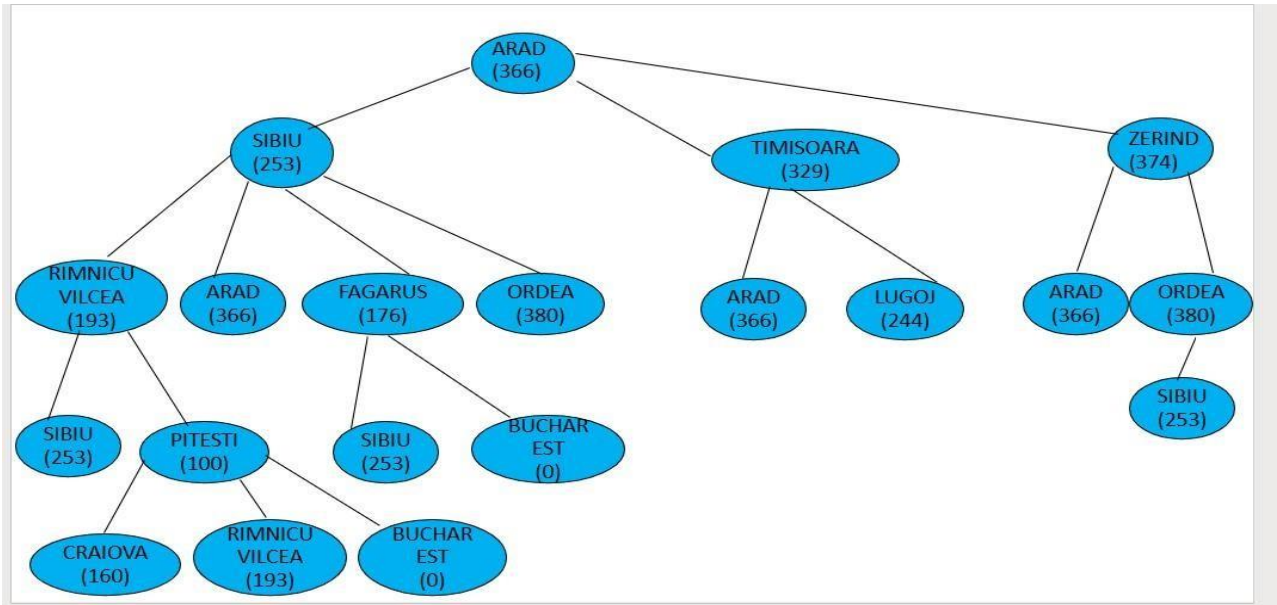 ARAD
(366)
SIBIU
(253)
TIMISOARA
(329)
ZERIND
(374)
RIMNICU
VILCEA
(193)
ARAD
(366)
FAGARUS
(176)
ORDEA
(380)
ARAD
(366)
LUGOJ
(244)
ARAD
(366)
ORDEA
(380)
SIBIU
(253)
PITESTI
(100)
SIBIU
(253)
BUCHAR
EST
(0)
SIBIU
(253)
CRAIOVA
(160)
RIMNICU
VILCEA
(193)
BUCHAR
EST
(0)